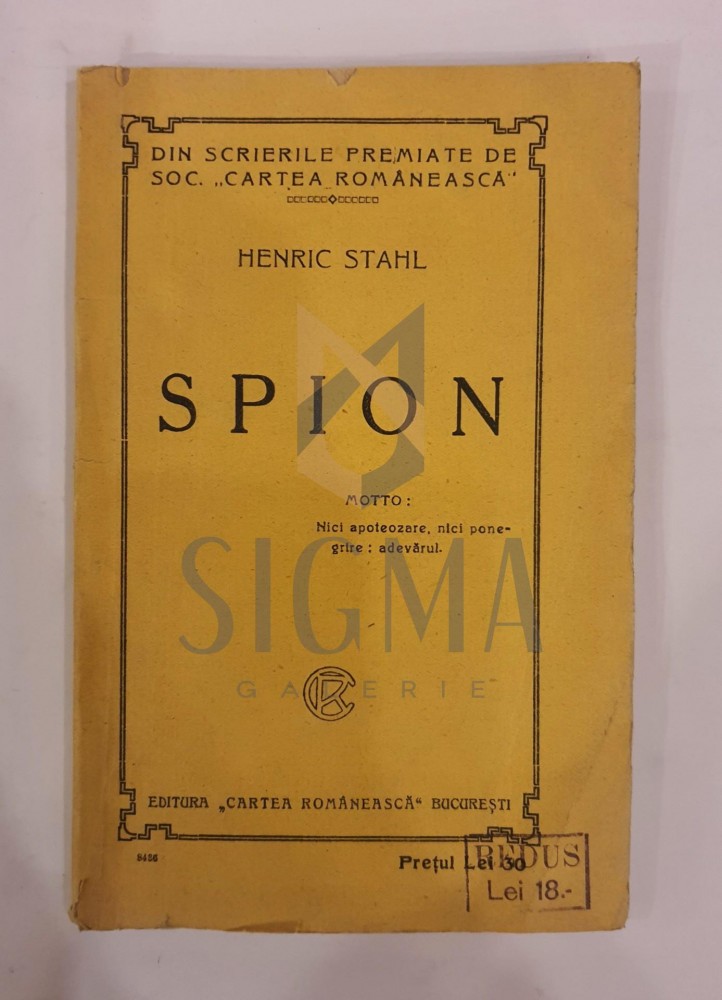 DIN SCRIERILE PREMIATE DE
SOC. „CARTEA ROMÂNEASCĂ"
HENRIC STAHL
SPION
MOTTO:
Nici apoteozare, nici pone-
grire: adevărul.
SIGMA
GALERIE
EDITURA „CARTEA ROMÂNEASCĂ“ BUCUREȘTI
8456
Prețul Lei 30
REDUS
Lei 18.-